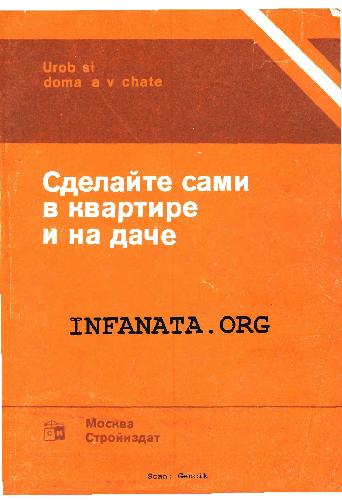 Urob si
doma a v chate
Сделайте сами
в квартире
и на даче
INFANATA.ORG
Москва
Стройиздат